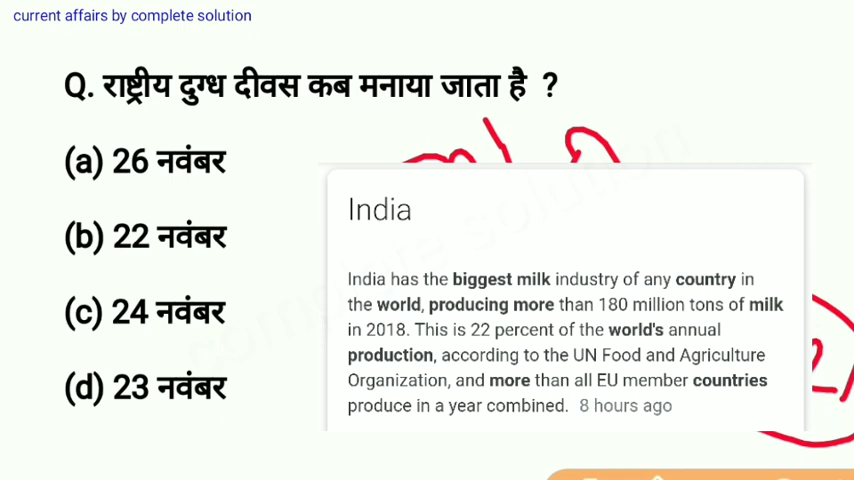 current affairs by complete solution
Q. राष्ट्रीय दुग्ध दीवस कब मनाया जाता है ?
(a) 26 नवंबर
(b) 22 नवंबर
(c) 24 नवंबर
(d) 23 नवंबर
India
India has the biggest milk industry of any country in
the world, producing more than 180 million tons of milk
in 2018. This is 22 percent of the world's annual
production, according to the UN Food and Agriculture
Organization, and more than all EU member countries
produce in a year combined. 8 hours ago
complete solution